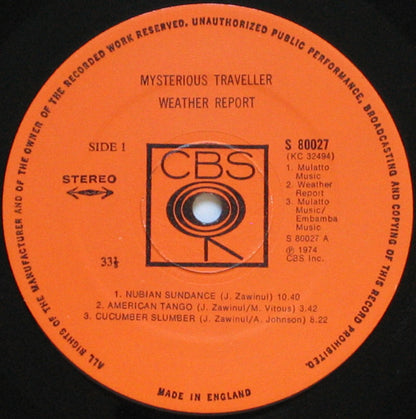 ALL RIGHTS OF THE MANUFACTURER AND OF THE OWNER OF THE RECORDED WORK RESERVED. UNAUTHORIZED PUBLIC PERFORMANCE, BROADCASTING AND COPYING OF THIS RECORD PROHIBITED.
MYSTERIOUS TRAVELLER
WEATHER REPORT
SIDE 1
STEREO
33⅓
CBS
S 80027
(KC 32494)
1. Mulatto
Music
2. Weather
Report
3. Mulatto
Music/
Embamba
Music
S 80027 A
℗ 1974
CBS Inc.
1. NUBIAN SUNDANCE (J. Zawinul) 10.40
2. AMERICAN TANGO (J. Zawinul/M. Vitous) 3.42
3. CUCUMBER SLUMBER (J. Zawinul/A. Johnson) 8.22
MADE IN ENGLAND